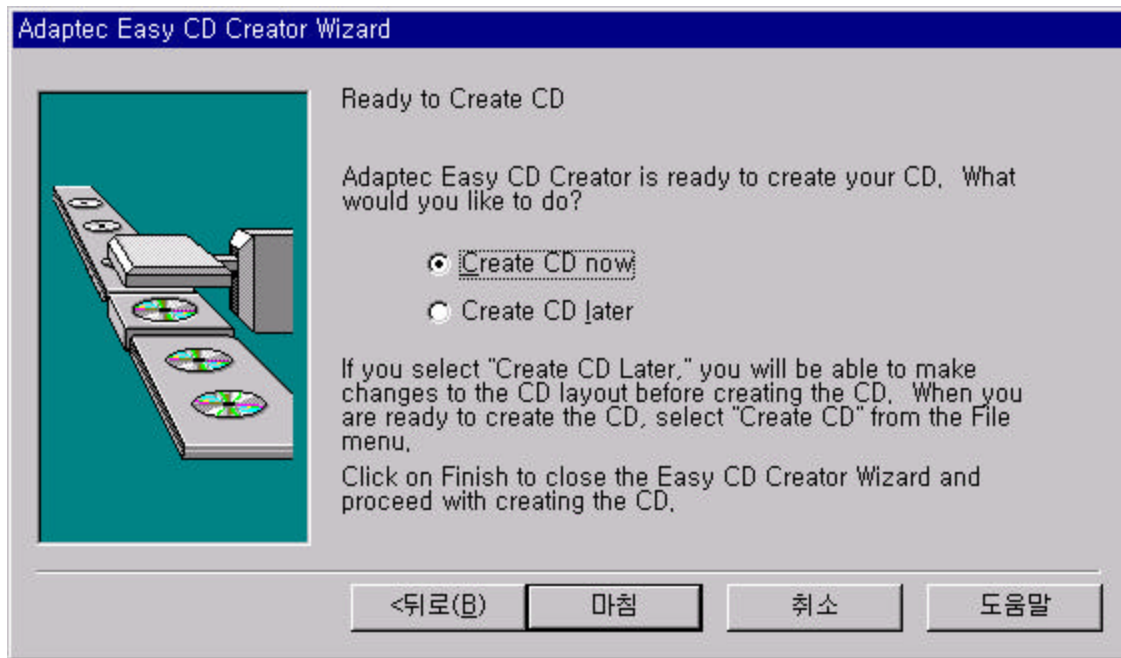 Adaptec Easy CD Creator Wizard
Ready to Create CD
Adaptec Easy CD Creator is ready to create your CD.  What
would you like to do?
Create CD now
Create CD later
If you select "Create CD Later," you will be able to make
changes to the CD layout before creating the CD.  When you
are ready to create the CD, select "Create CD" from the File
menu.
Click on Finish to close the Easy CD Creator Wizard and
proceed with creating the CD.
<뒤로(B) 마침 취소 도움말